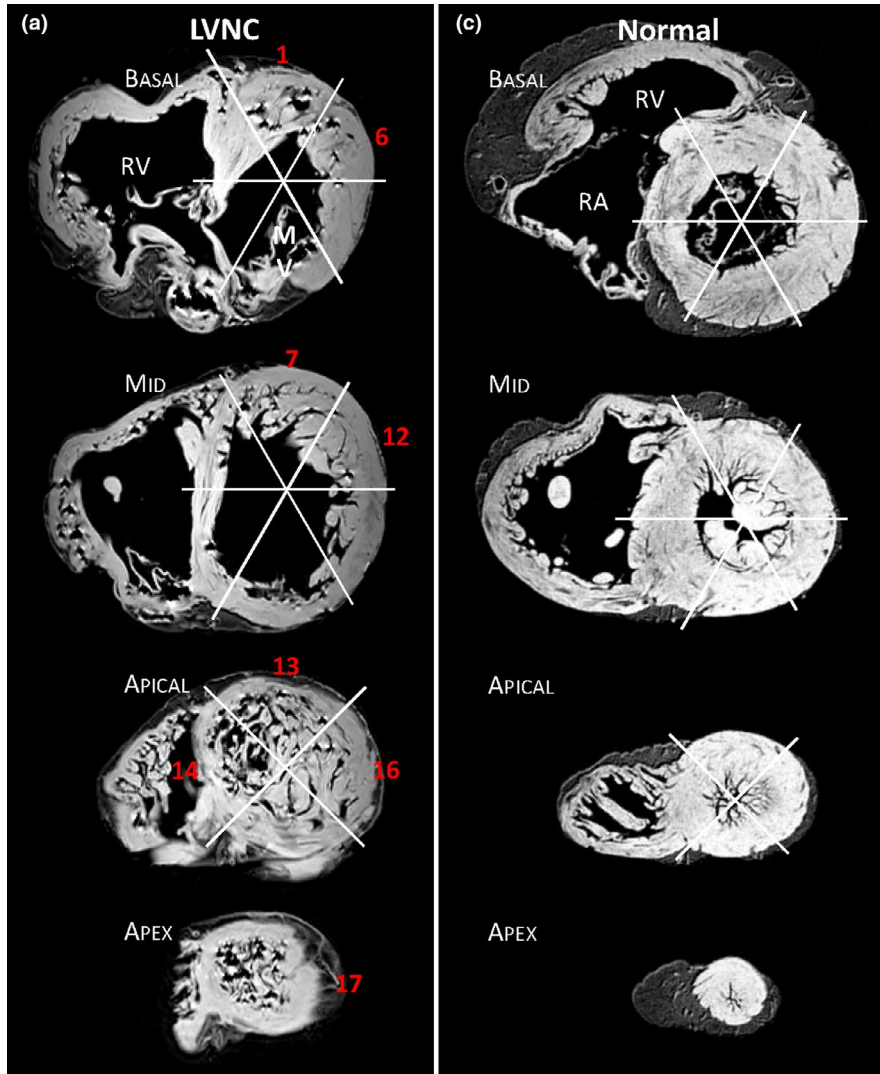 (a)
LVNC
1
BASAL
6
RV
M
V
7
MID
12
13
APICAL
14
16
APEX
17
(c)
Normal
BASAL
RV
RA
MID
APICAL
APEX